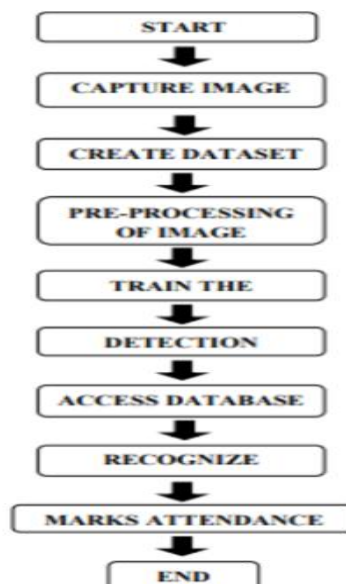 START
CAPTURE IMAGE
CREATE DATASET
PRE-PROCESSING
OF IMAGE
TRAIN THE
DETECTION
ACCESS DATABASE
RECOGNIZE
MARKS ATTENDANCE
END